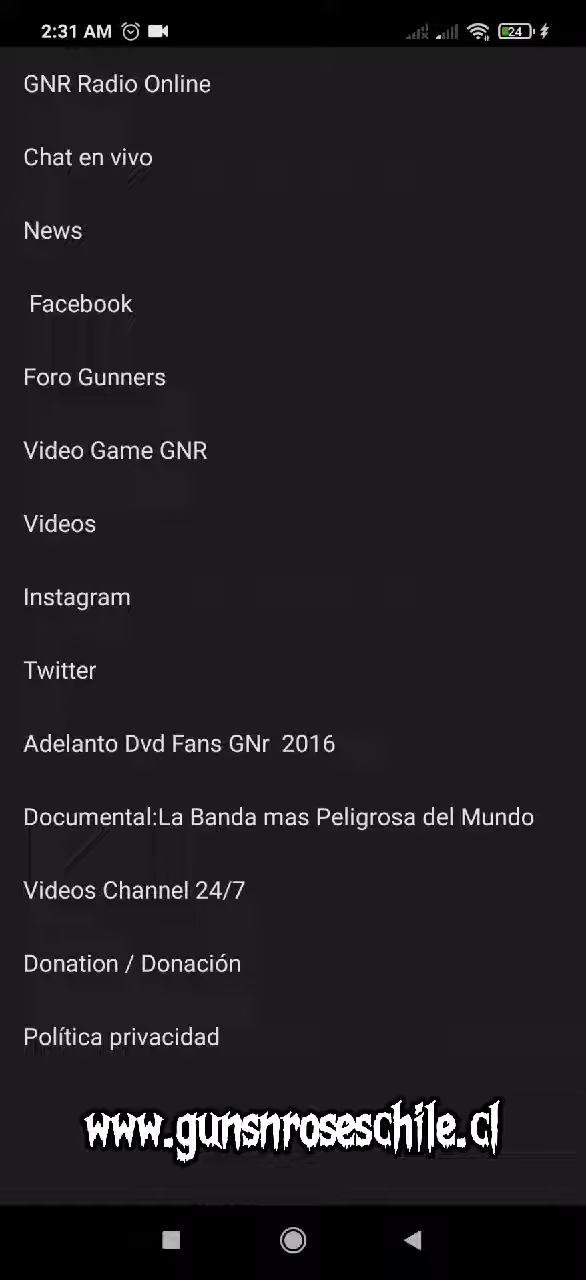 2:31 AM 24
GNR Radio Online
Chat en vivo
News
Facebook
Foro Gunners
Video Game GNR
Videos
Instagram
Twitter
Adelanto Dvd Fans GNr  2016
Documental:La Banda mas Peligrosa del Mundo
Videos Channel 24/7
Donation / Donación
Política privacidad
www.gunsnroseschile.cl